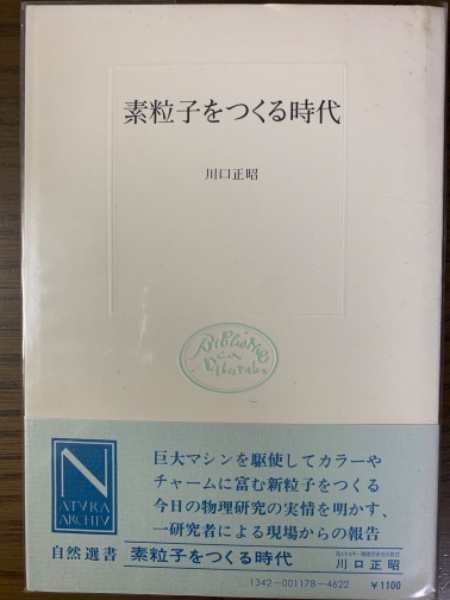 素粒子をつくる時代
川口正昭
N
ATVRA
ARCHIV
巨大マシンを駆使してカラーや
チャームに富む新粒子をつくる
今日の物理研究の実情を明かす、
一研究者による現場からの報告
自然選書
素粒子をつくる時代
川口正昭
1342-001178-4622
¥1100